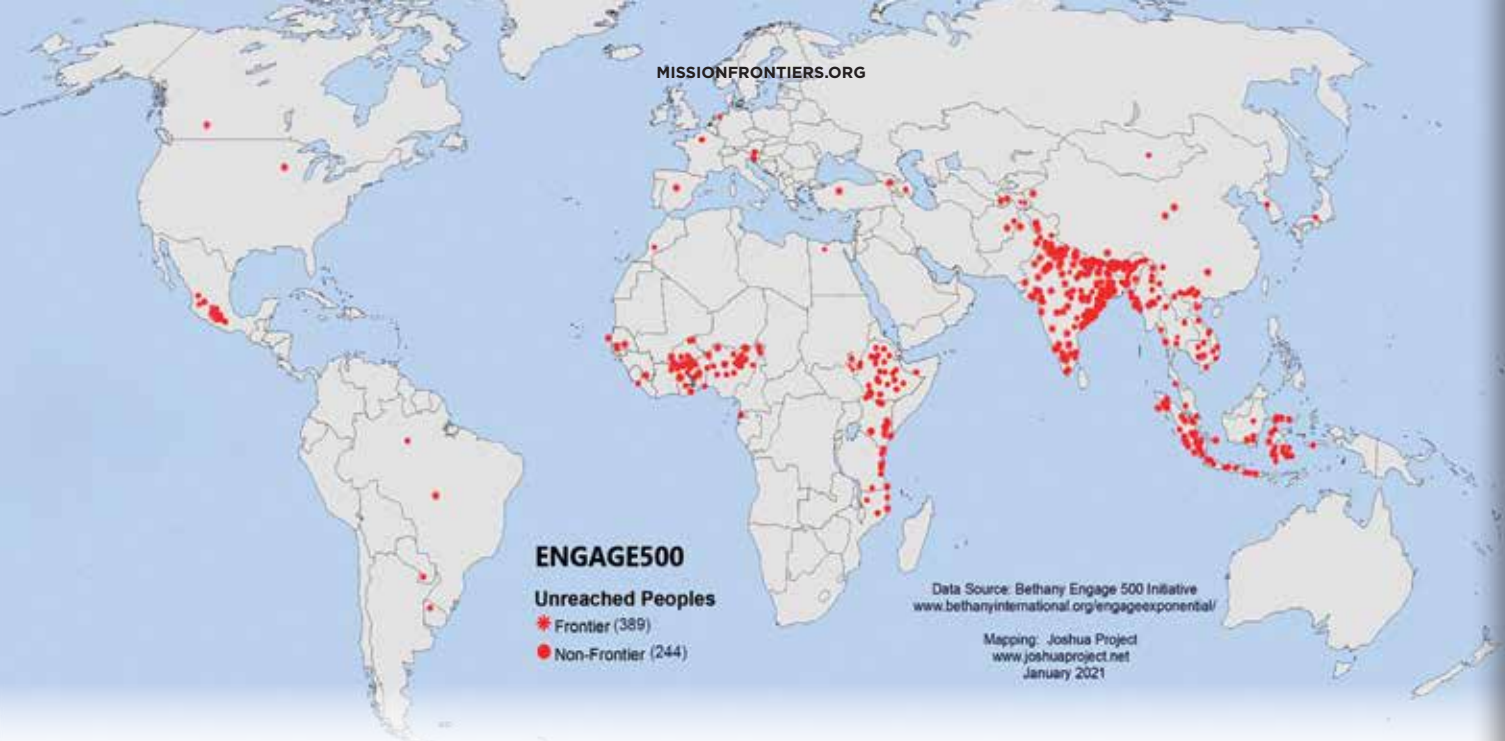 MISSIONFRONTIERS.ORG
ENGAGE500
Unreached Peoples
Frontier (389)
Non-Frontier (244)
Data Source: Bethany Engage 500 Initiative
www.bethanyinternational.org/engageexponential/
Mapping: Joshua Project
www.joshuaproject.net
January 2021